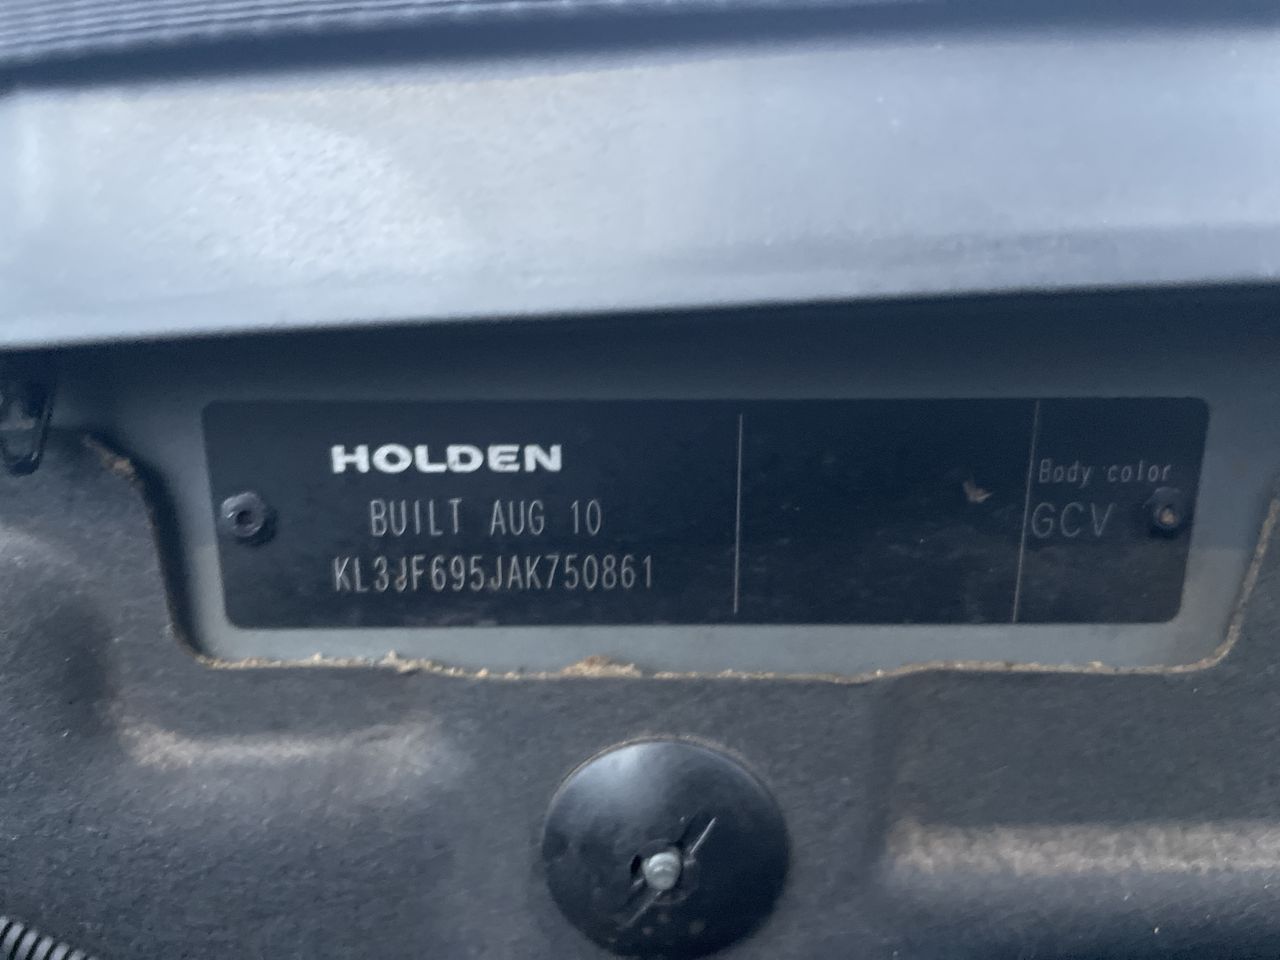 HOLDEN
BUILT AUG 10
KL3JF695JAK750861
Body color
GCV